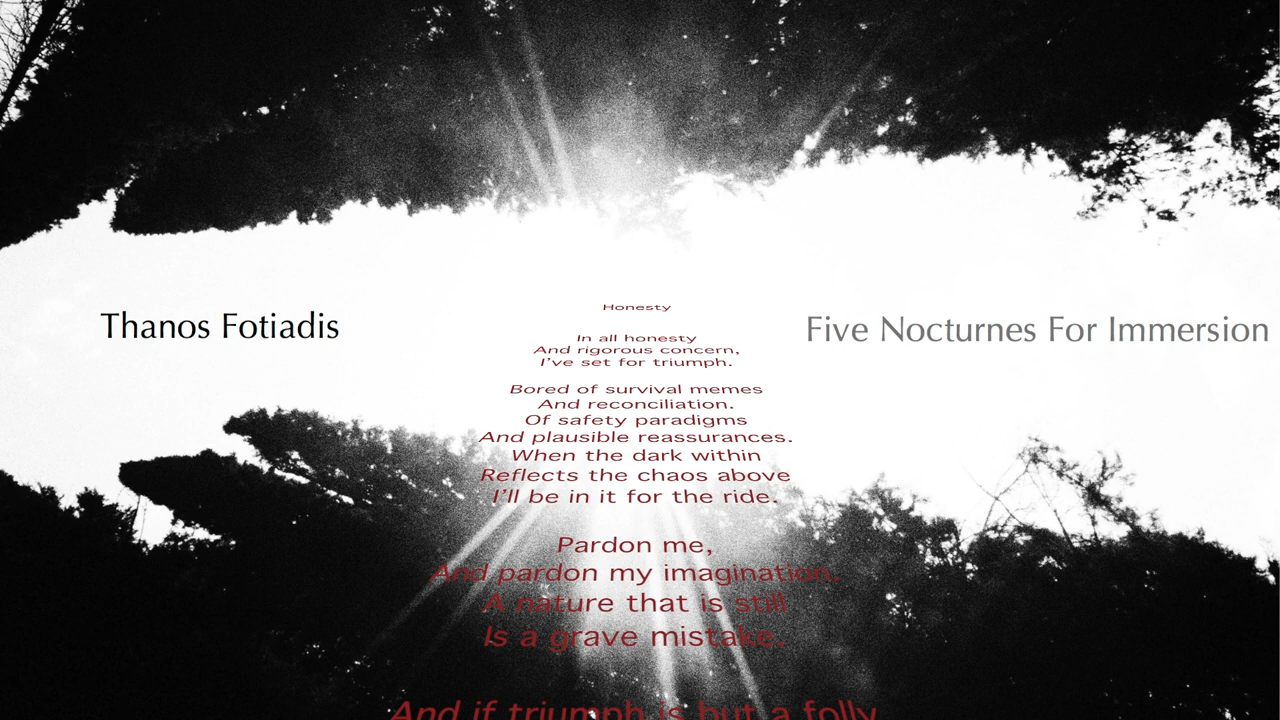 Thanos Fotiadis
Five Nocturnes For Immersion
Honesty
In all honesty
And rigorous concern,
I've set for triumph.
Bored of survival memes
And reconciliation.
Of safety paradigms
And plausible reassurances.
When the dark within
Reflects the chaos above
I'll be in it for the ride.
Pardon me,
And pardon my imagination.
A nature that is still
Is a grave mistake.
And if triumph is but a folly